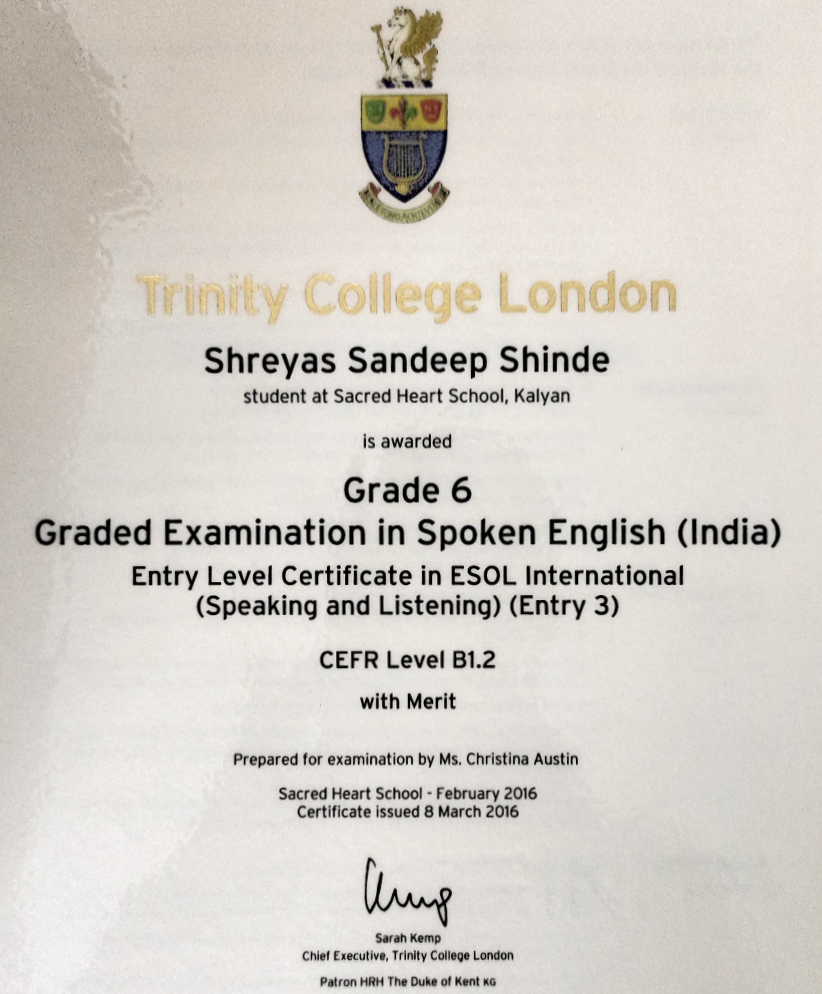 Trinity College London
Shreyas Sandeep Shinde
student at Sacred Heart School, Kalyan
is awarded
Grade 6
Graded Examination in Spoken English (India)
Entry Level Certificate in ESOL International
(Speaking and Listening) (Entry 3)
CEFR Level B1.2
with Merit
Prepared for examination by Ms. Christina Austin
Sacred Heart School - February 2016
Certificate issued 8 March 2016
Sarah Kemp
Chief Executive, Trinity College London
Patron HRH The Duke of Kent KG